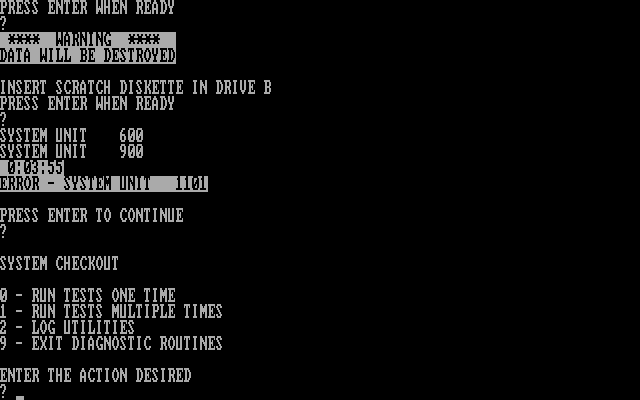 PRESS ENTER WHEN READY
?
**** WARNING ****
DATA WILL BE DESTROYED
INSERT SCRATCH DISKETTE IN DRIVE B
PRESS ENTER WHEN READY
?
SYSTEM UNIT 600
SYSTEM UNIT 900
0:03:55
ERROR - SYSTEM UNIT 1101
PRESS ENTER TO CONTINUE
?
SYSTEM CHECKOUT
0 - RUN TESTS ONE TIME
1 - RUN TESTS MULTIPLE TIMES
2 - LOG UTILITIES
9 - EXIT DIAGNOSTIC ROUTINES
ENTER THE ACTION DESIRED
?